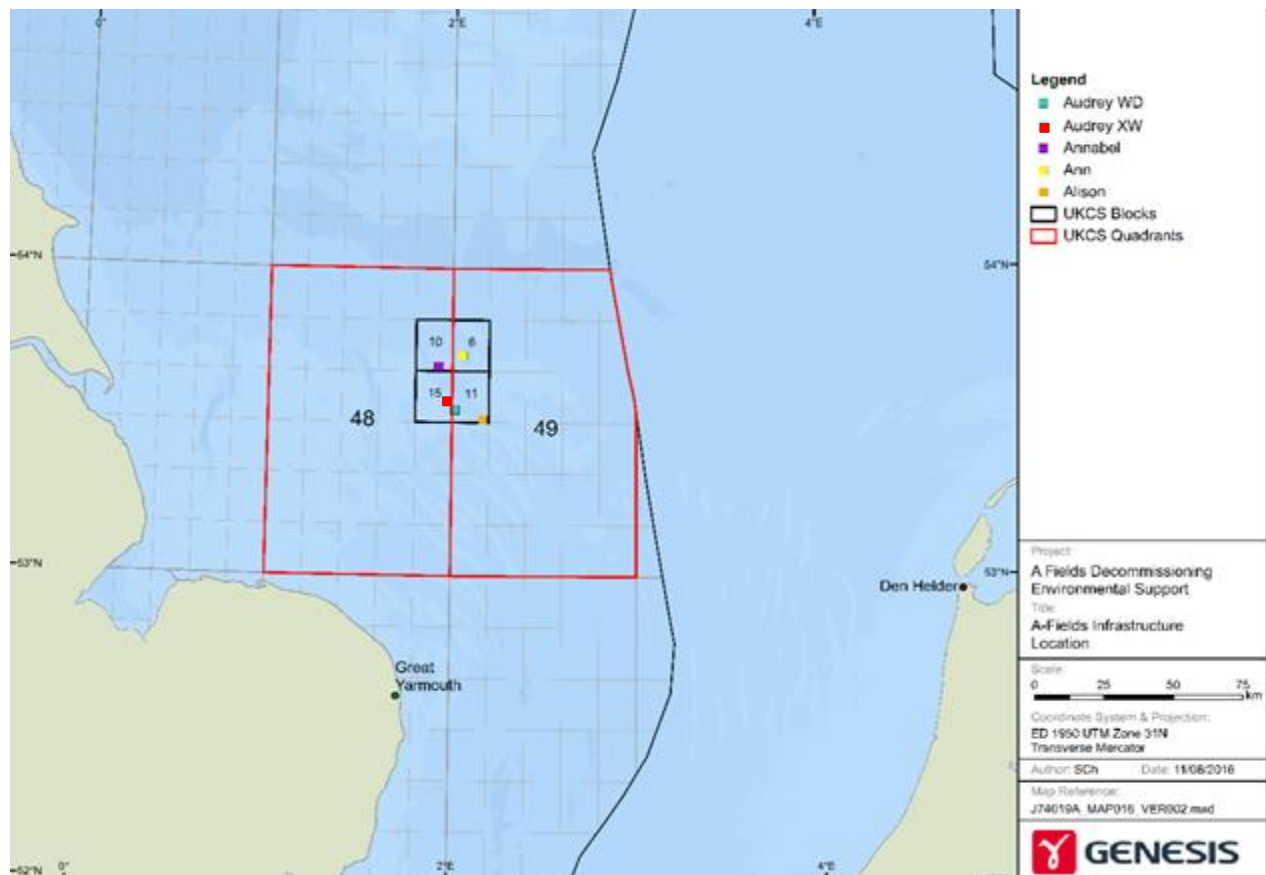 0°
2°E
4°E
54°N
54°N
10
6
15
11
48
49
53°N
53°N
Den Helder
Great
Yarmouth
52°N
0°
2°E
4°E
Legend
Audrey WD
Audrey XW
Annabel
Ann
Alison
UKCS Blocks
UKCS Quadrants
Project:
A Fields Decommissioning
Environmental Support
Title:
A-Fields Infrastructure
Location
Scale:
0 25 50 75
km
Coordinate System & Projection:
ED 1950 UTM Zone 31N
Transverse Mercator
Author: SCh Date: 11/08/2016
Map Reference:
J74619A_MAP016_VER002.mxd
GENESIS